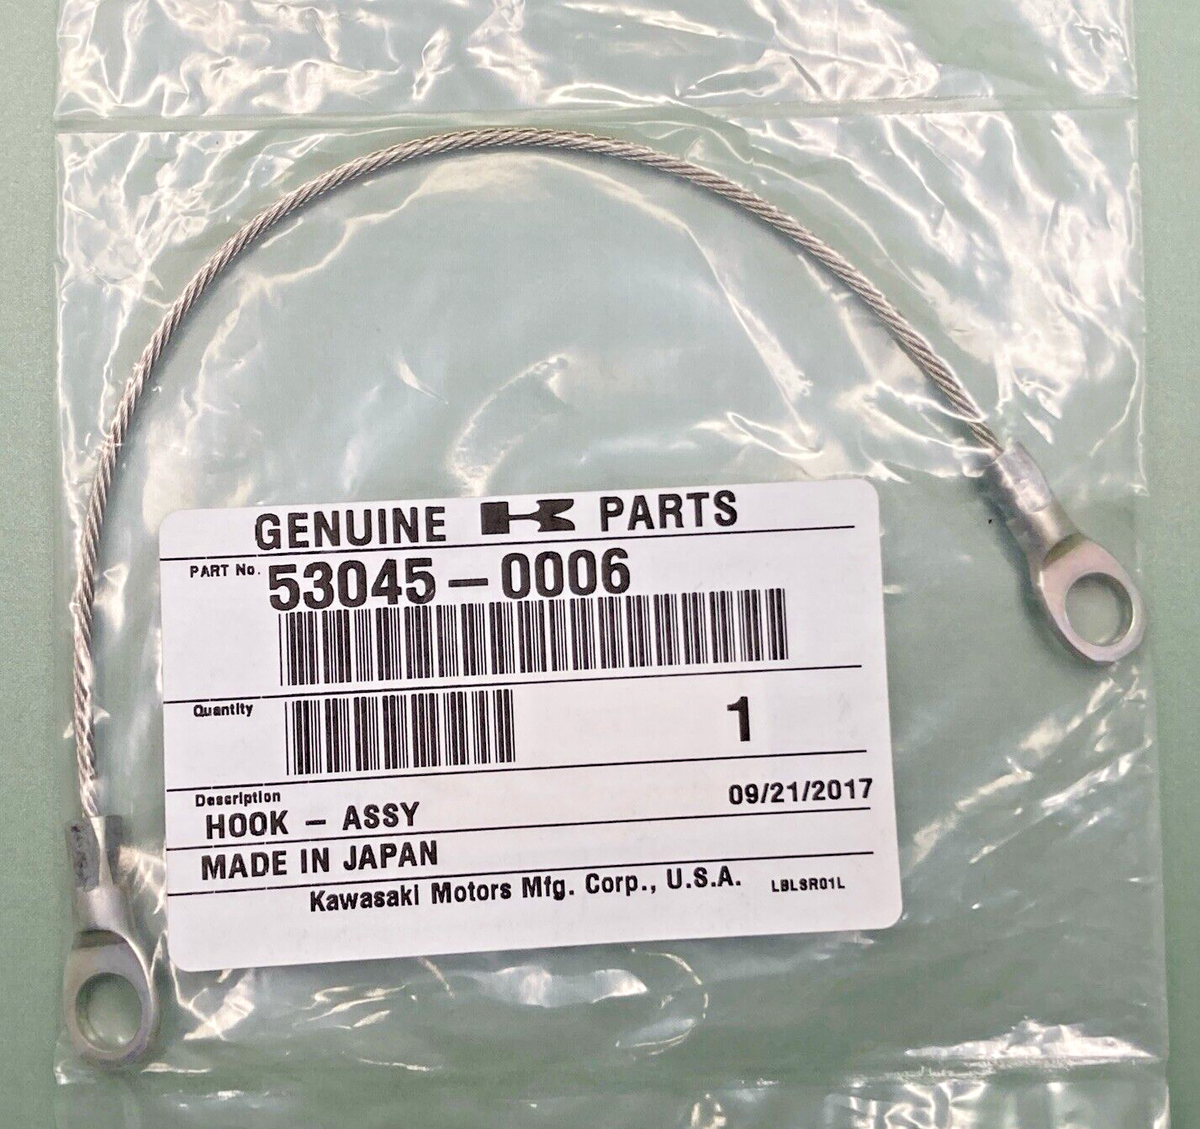 GENUINE K PARTS
PART No. 53045-0006
Quantity 1
Description 09/21/2017
HOOK - ASSY
MADE IN JAPAN
Kawasaki Motors Mfg. Corp., U.S.A. LBLSR01L